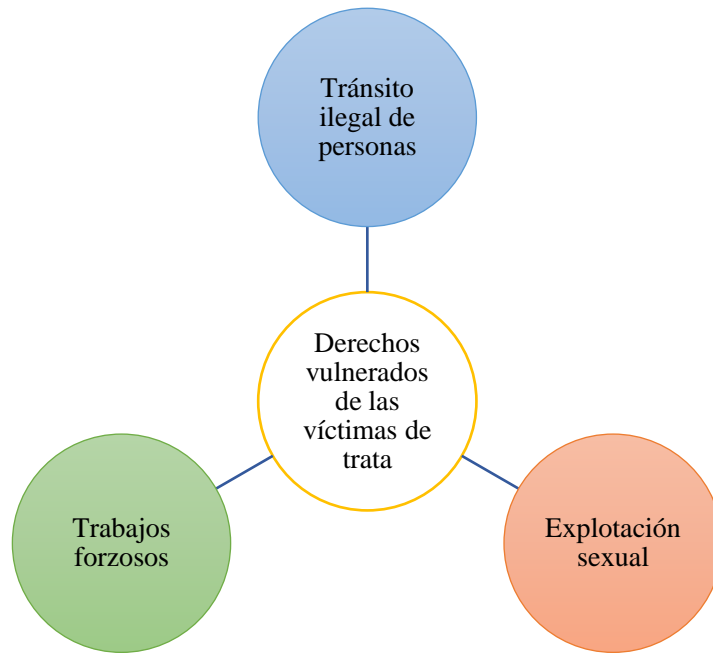 Tránsito
ilegal de
personas
Derechos
vulnerados
de las
víctimas de
trata
Trabajos
forzosos
Explotación
sexual